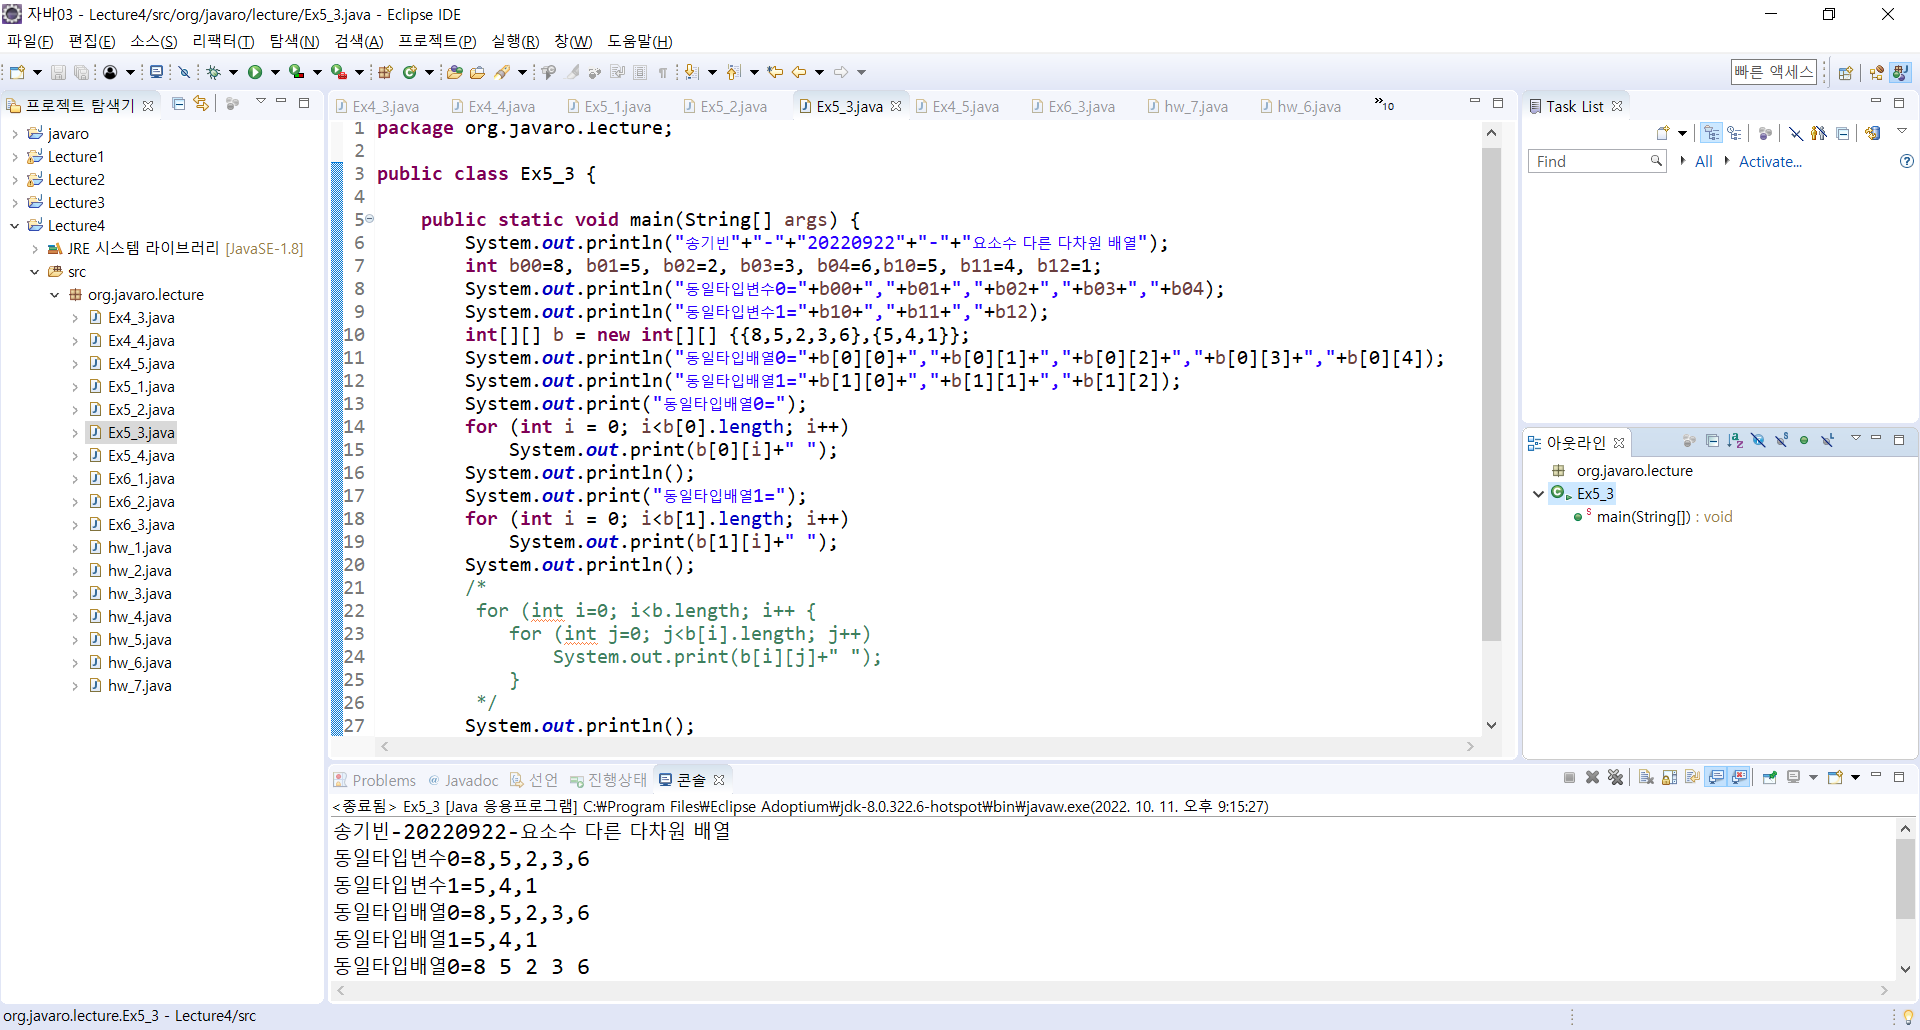 자바03 - Lecture4/src/org/javaro/lecture/Ex5_3.java - Eclipse IDE
파일(F) 편집(E) 소스(S) 리팩터(T) 탐색(N) 검색(A) 프로젝트(P) 실행(R) 창(W) 도움말(H)
빠른 액세스
프로젝트 탐색기
javaro
Lecture1
Lecture2
Lecture3
Lecture4
JRE 시스템 라이브러리 [JavaSE-1.8]
src
org.javaro.lecture
Ex4_3.java
Ex4_4.java
Ex4_5.java
Ex5_1.java
Ex5_2.java
Ex5_3.java
Ex5_4.java
Ex6_1.java
Ex6_2.java
Ex6_3.java
hw_1.java
hw_2.java
hw_3.java
hw_4.java
hw_5.java
hw_6.java
hw_7.java
Ex4_3.java Ex4_4.java Ex5_1.java Ex5_2.java Ex5_3.java Ex4_5.java Ex6_3.java hw_7.java hw_6.java »10
1 package org.javaro.lecture;
2
3 public class Ex5_3 {
4
5 public static void main(String[] args) {
6 System.out.println("송기빈"+"-"+"20220922"+"-"+"요소수 다른 다차원 배열");
7 int b00=8, b01=5, b02=2, b03=3, b04=6,b10=5, b11=4, b12=1;
8 System.out.println("동일타입변수0="+b00+","+b01+","+b02+","+b03+","+b04);
9 System.out.println("동일타입변수1="+b10+","+b11+","+b12);
10 int[][] b = new int[][] {{8,5,2,3,6},{5,4,1}};
11 System.out.println("동일타입배열0="+b[0][0]+","+b[0][1]+","+b[0][2]+","+b[0][3]+","+b[0][4]);
12 System.out.println("동일타입배열1="+b[1][0]+","+b[1][1]+","+b[1][2]);
13 System.out.print("동일타입배열0=");
14 for (int i = 0; i<b[0].length; i++)
15 System.out.print(b[0][i]+" ");
16 System.out.println();
17 System.out.print("동일타입배열1=");
18 for (int i = 0; i<b[1].length; i++)
19 System.out.print(b[1][i]+" ");
20 System.out.println();
21 /*
22 for (int i=0; i<b.length; i++ {
23 for (int j=0; j<b[i].length; j++)
24 System.out.print(b[i][j]+" ");
25 }
26 */
27 System.out.println();
Task List
Find All Activate...
아웃라인
org.javaro.lecture
Ex5_3
main(String[]) : void
Problems @ Javadoc 선언 진행상태 콘솔
<종료됨> Ex5_3 [Java 응용프로그램] C:₩Program Files₩Eclipse Adoptium₩jdk-8.0.322.6-hotspot₩bin₩javaw.exe(2022. 10. 11. 오후 9:15:27)
송기빈-20220922-요소수 다른 다차원 배열
동일타입변수0=8,5,2,3,6
동일타입변수1=5,4,1
동일타입배열0=8,5,2,3,6
동일타입배열1=5,4,1
동일타입배열0=8 5 2 3 6
org.javaro.lecture.Ex5_3 - Lecture4/src